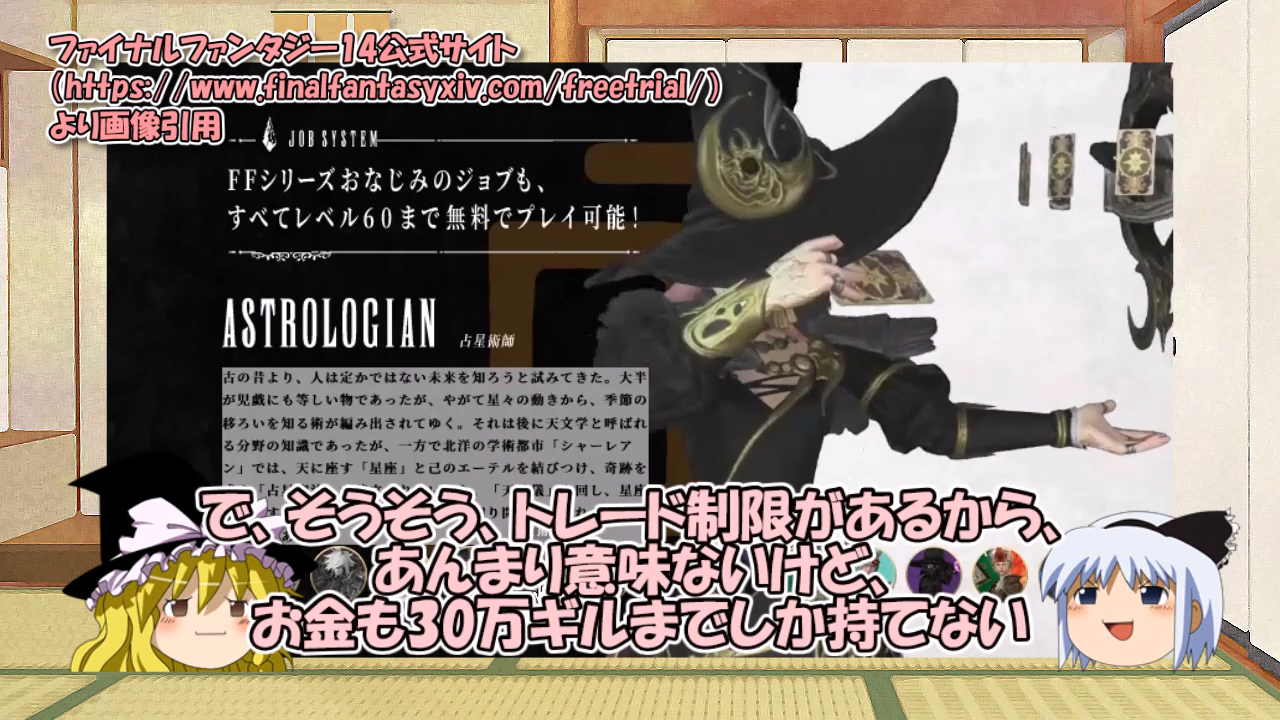 ファイナルファンタジー14公式サイト
(https://www.finalfantasyxiv.com/freetrial/)
より画像引用
JOB SYSTEM
FFシリーズおなじみのジョブも、
すべてレベル60まで無料でプレイ可能！
ASTROLOGIAN 占星術師
古の昔より、人は定かではない未来を知ろうと試みてきた。大半
が児戯にも等しい物であったが、やがて星々の動きから、季節の
移ろいを知る術が編み出されてゆく。それは後に天文学と呼ばれ
る分野の知識であったが、一方で北洋の学術都市「シャーレア
ン」では、天に座す「星座」と己のエーテルを結びつけ、奇跡を
で、そうそう、トレード制限があるから、
あんまり意味ないけど、
お金も30万ギルまでしか持てない